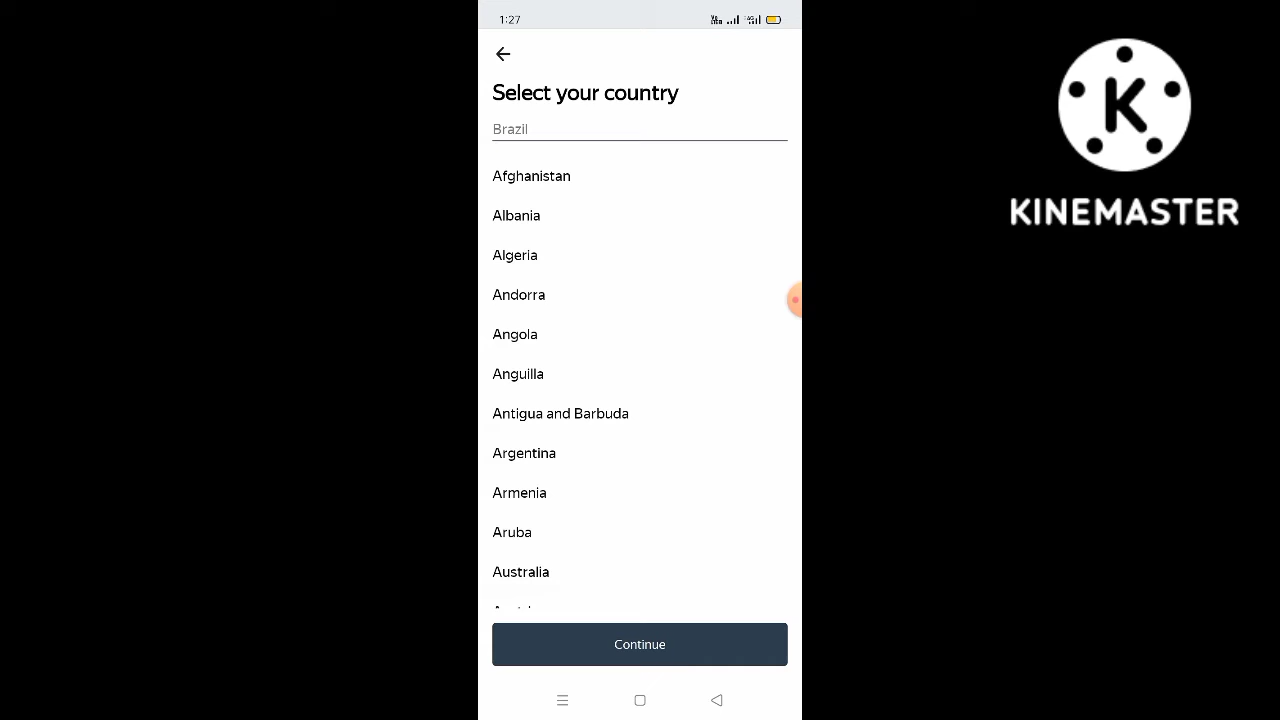 1:27
Select your country
Brazil
Afghanistan
Albania
Algeria
Andorra
Angola
Anguilla
Antigua and Barbuda
Argentina
Armenia
Aruba
Australia
Continue
KINEMASTER